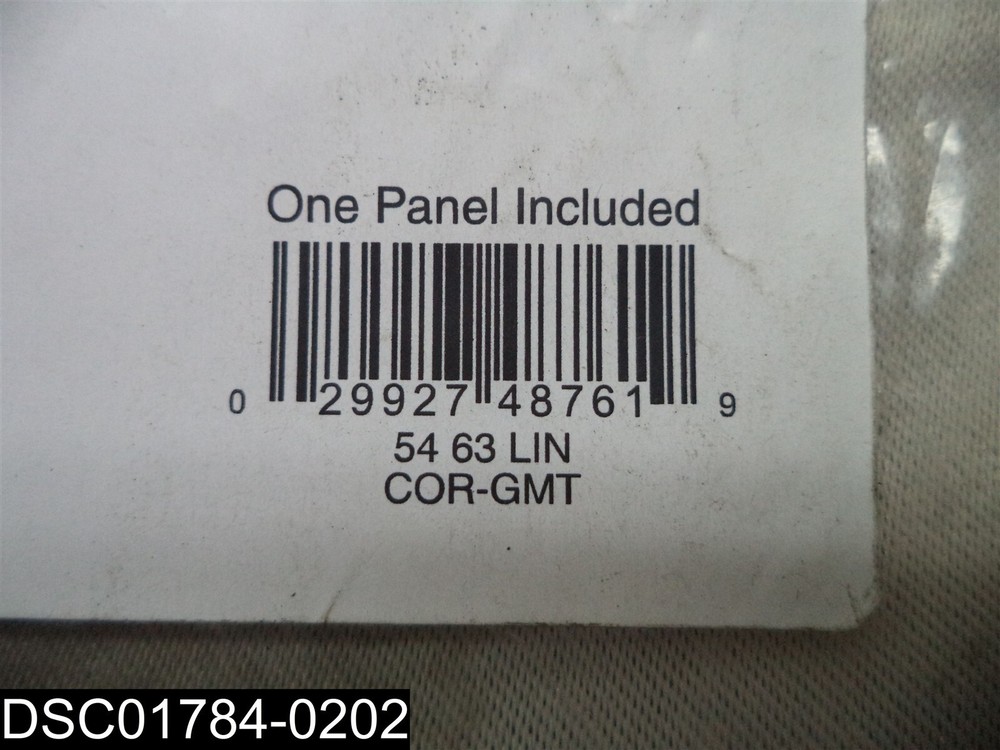 One Panel Included
0 29927 48761 9
54 63 LIN
COR-GMT
DSC01784-0202